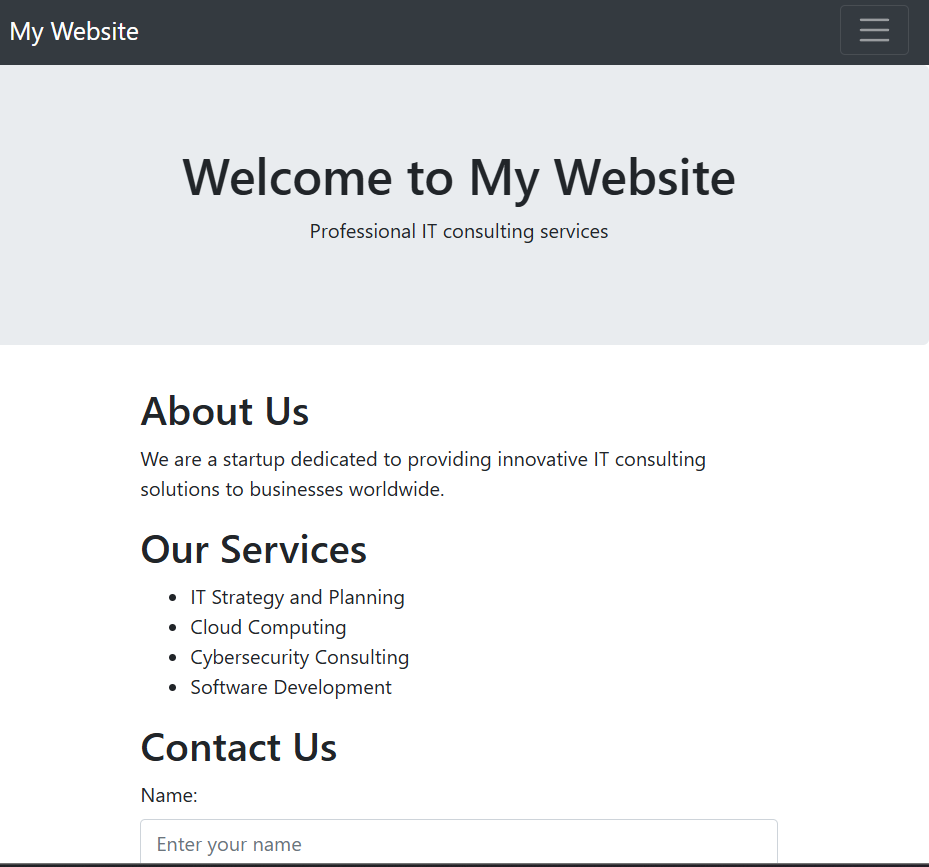 My Website
Welcome to My Website
Professional IT consulting services
About Us
We are a startup dedicated to providing innovative IT consulting
solutions to businesses worldwide.
Our Services
IT Strategy and Planning
Cloud Computing
Cybersecurity Consulting
Software Development
Contact Us
Name:
Enter your name